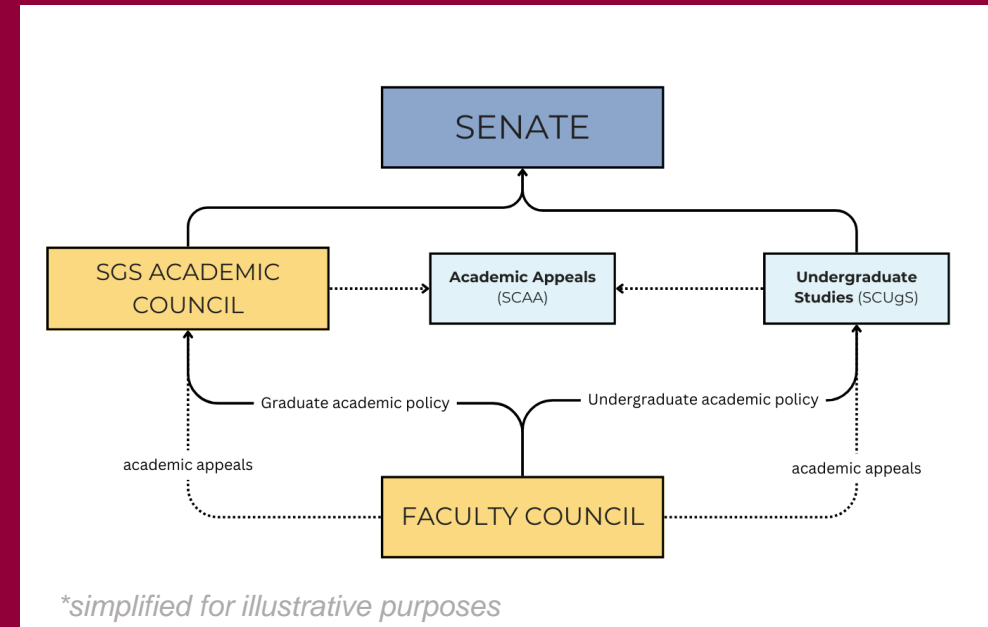 SENATE
SGS ACADEMIC
COUNCIL
Academic Appeals
(SCAA)
Undergraduate
Studies (SCUgS)
Graduate academic policy
Undergraduate academic policy
academic appeals
academic appeals
FACULTY COUNCIL
*simplified for illustrative purposes